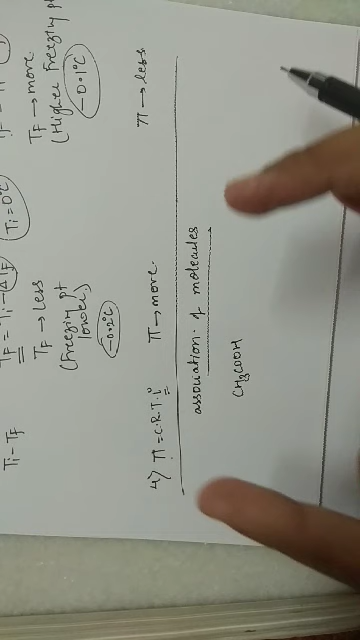 Ti - TF
TF = Ti - ΔTF
Ti = 0°C
TF → less
(Freezing pt
lowers)
-0.2°C
TF → more
(Higher Freezing pt
-0.1°C
4) π = C.R.T.i
π → more
π → less
association of molecules
CH3COOH